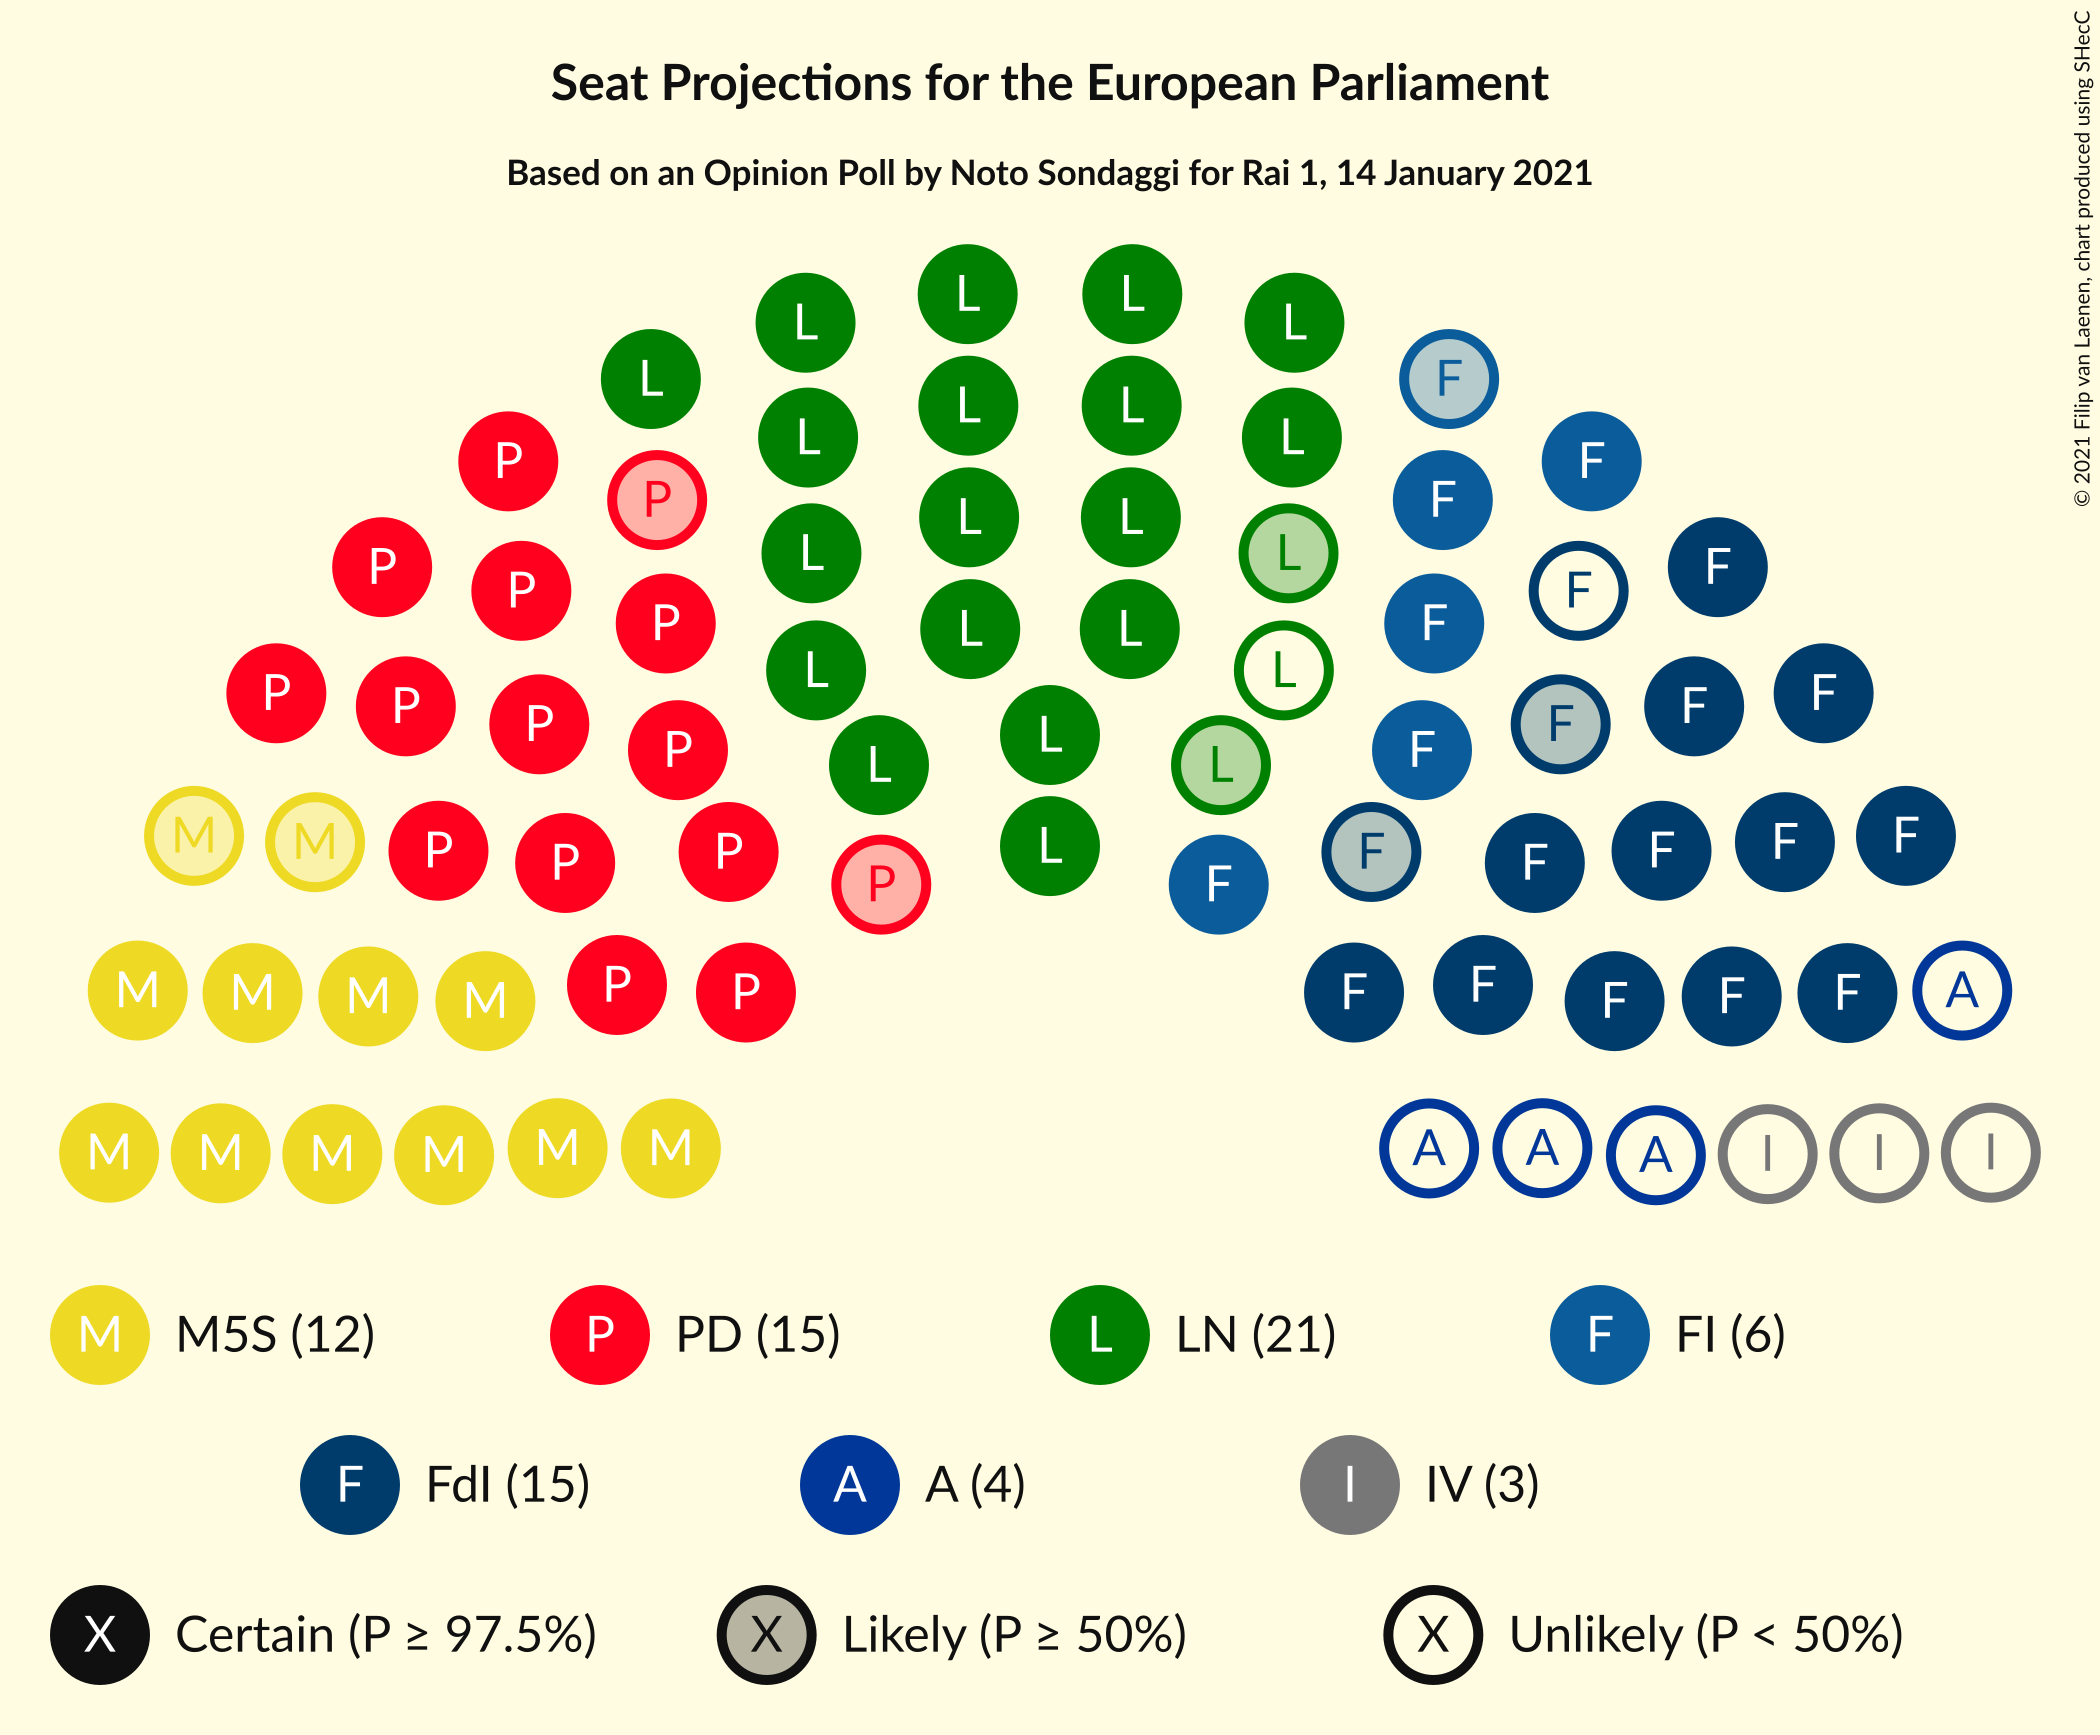 Seat Projections for the European Parliament
Based on an Opinion Poll by Noto Sondaggi for Rai 1, 14 January 2021
© 2021 Filip van Laenen, chart produced using SHecC
L L
L L
L F
L L
P L L F
P F
L L
P L L F
P F F
P L L F
P F
P P F F
P F
L
P P L L F F
M M F F
P P P P L F F F F
M M M M P P F F F F F A
M M M M M M A A A I I I
M M5S (12) P PD (15) L LN (21) F FI (6)
F FdI (15) A A (4) I IV (3)
X Certain (P ≥ 97.5%) X Likely (P ≥ 50%) X Unlikely (P < 50%)